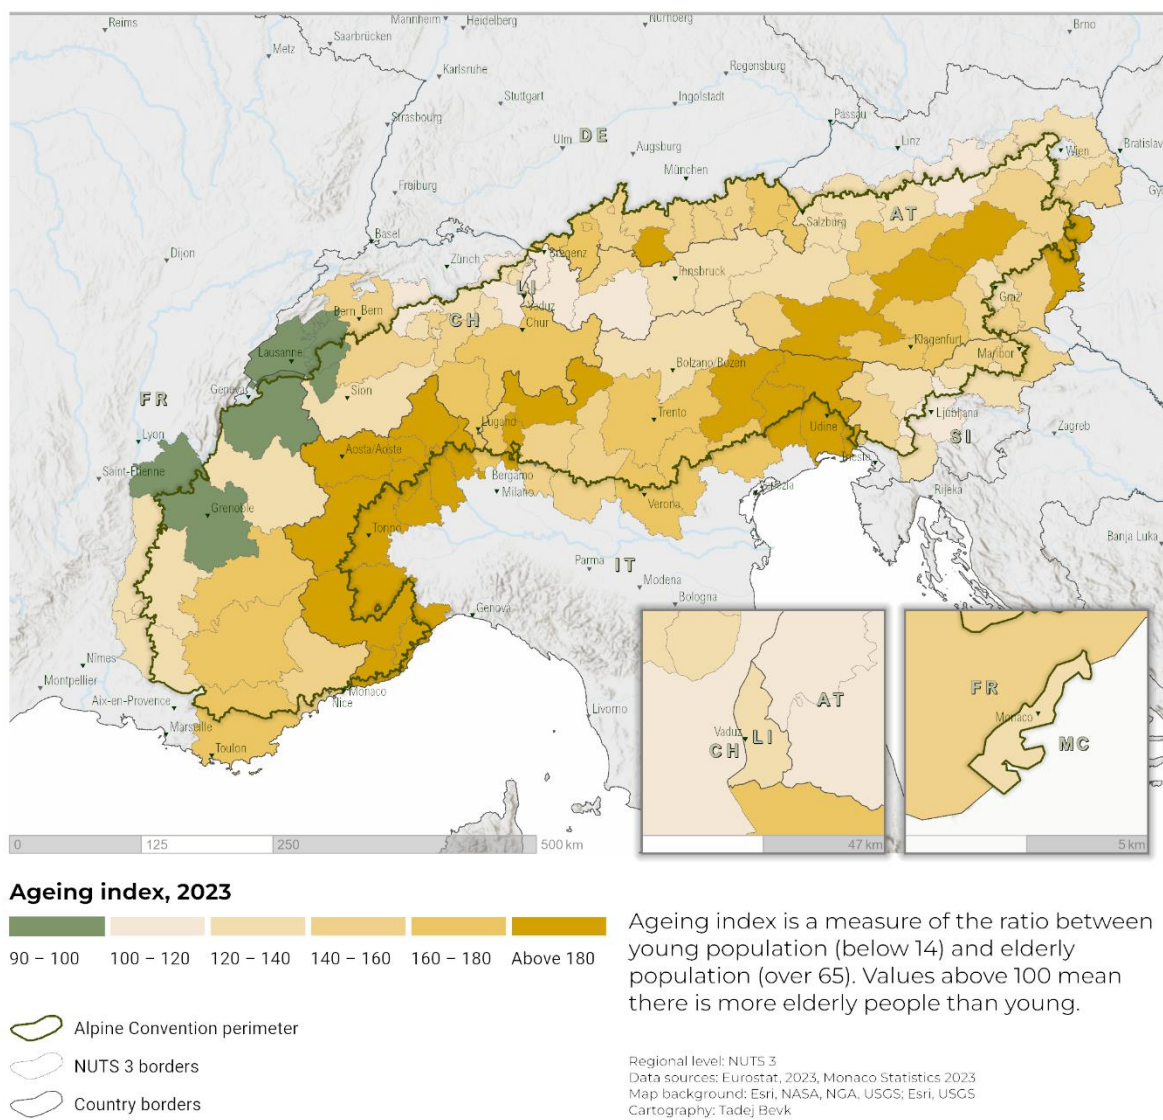 Reims
Mannheim
Heidelberg
Nürnberg
Brno
Saarbrücken
Metz
Karlsruhe
Regensburg
Stuttgart
Ingolstadt
Strasbourg
Passau
Linz
Wien
Bratislav
Ulm
DE
Augsburg
München
Gy
Freiburg
Salzburg
AT
Basel
Zürich
Bregenz
Dijon
Innsbruck
LI
Vaduz
Graz
Bern
Bern
CH
Chur
Klagenfurt
Maribor
Lausanne
Bolzano/Bozen
Geneva
Sion
FR
Lugano
Trento
Ljubljana
SI
Zagreb
Lyon
Udine
Saint-Etienne
Aosta/Aoste
Trieste
Bergamo
Milano
Verona
Rijeka
Grenoble
Torino
Banja Luka
Parma
IT
Modena
Bologna
Genova
Nîmes
Montpellier
Monaco
Nice
Aix-en-Provence
Marseille
Livorno
Toulon
AT
Vaduz
LI
CH
47 km
FR
Monaco
MC
5 km
0
125
250
500 km
Ageing index, 2023
90 – 100
100 – 120
120 – 140
140 – 160
160 – 180
Above 180
Alpine Convention perimeter
NUTS 3 borders
Country borders
Ageing index is a measure of the ratio between
young population (below 14) and elderly
population (over 65). Values above 100 mean
there is more elderly people than young.
Regional level: NUTS 3
Data sources: Eurostat, 2023, Monaco Statistics 2023
Map background: Esri, NASA, NGA, USGS; Esri, USGS
Cartography: Tadej Bevk